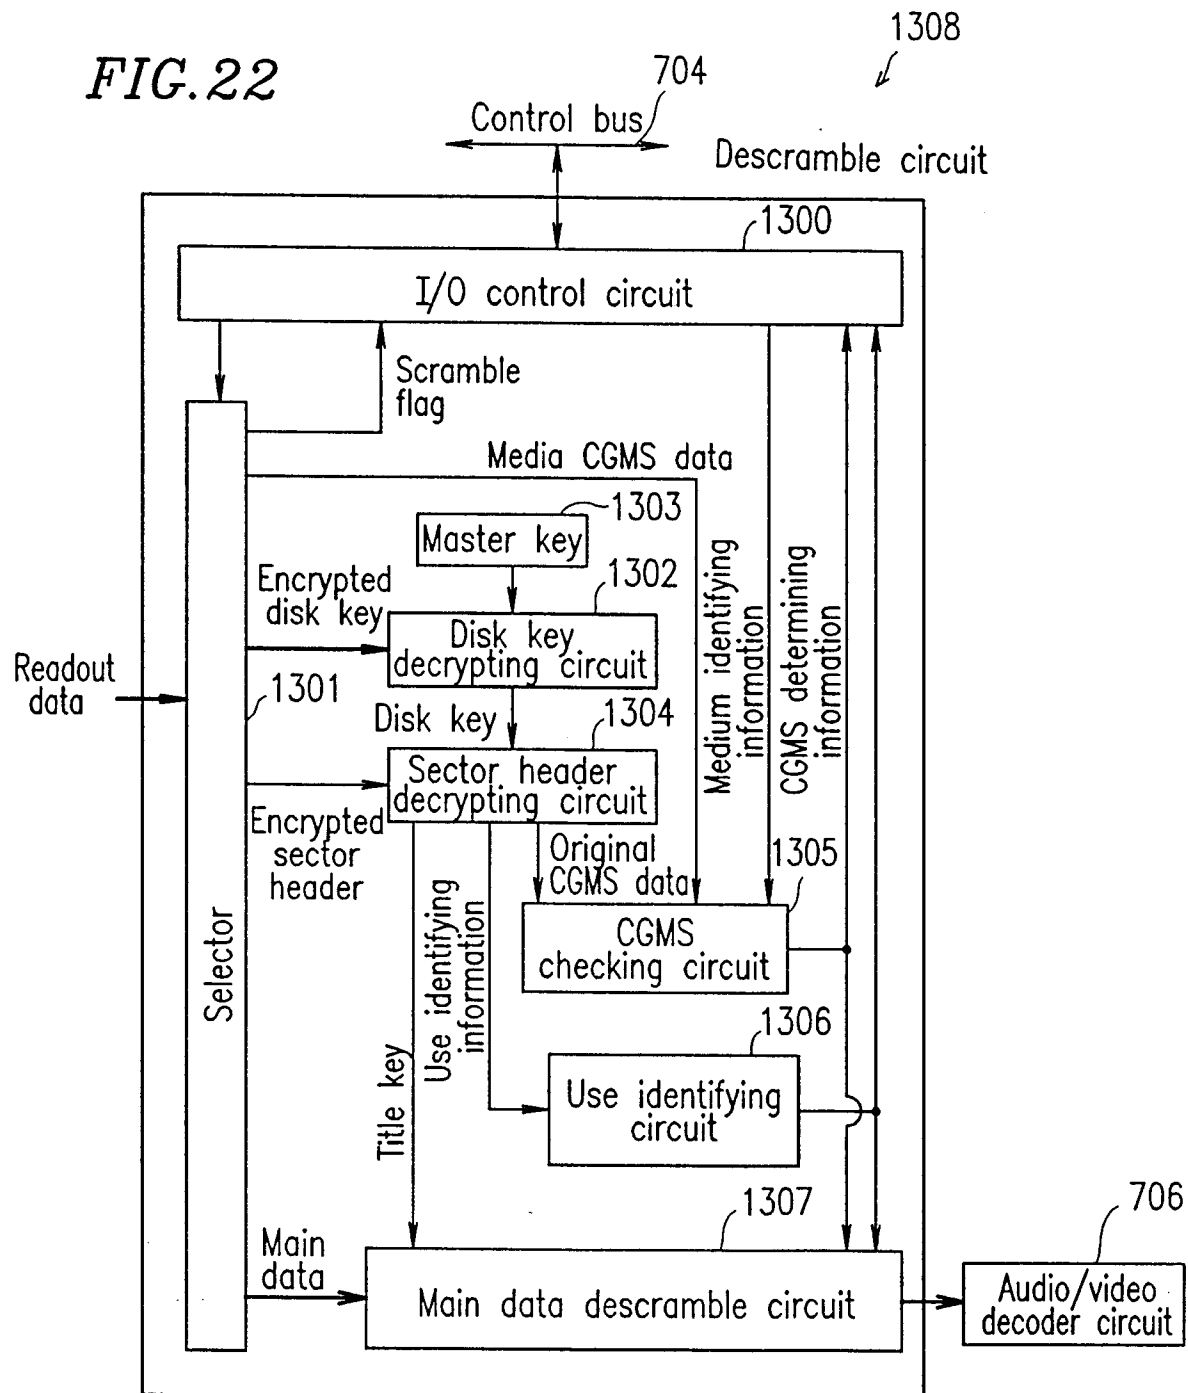 FIG.22
1308
704
Control bus
Descramble circuit
1300
I/O control circuit
Scramble
flag
Media CGMS data
1303
Master key
Encrypted
disk key
1302
Disk key
decrypting circuit
Readout
data
1301
Disk key
1304
Sector header
decrypting circuit
Encrypted
sector
header
Medium identifying
information
CGMS determining
information
Original
CGMS data
1305
CGMS
checking circuit
Selector
Use identifying
information
Title key
1306
Use identifying
circuit
1307
Main
data
Main data descramble circuit
706
Audio/video
decoder circuit